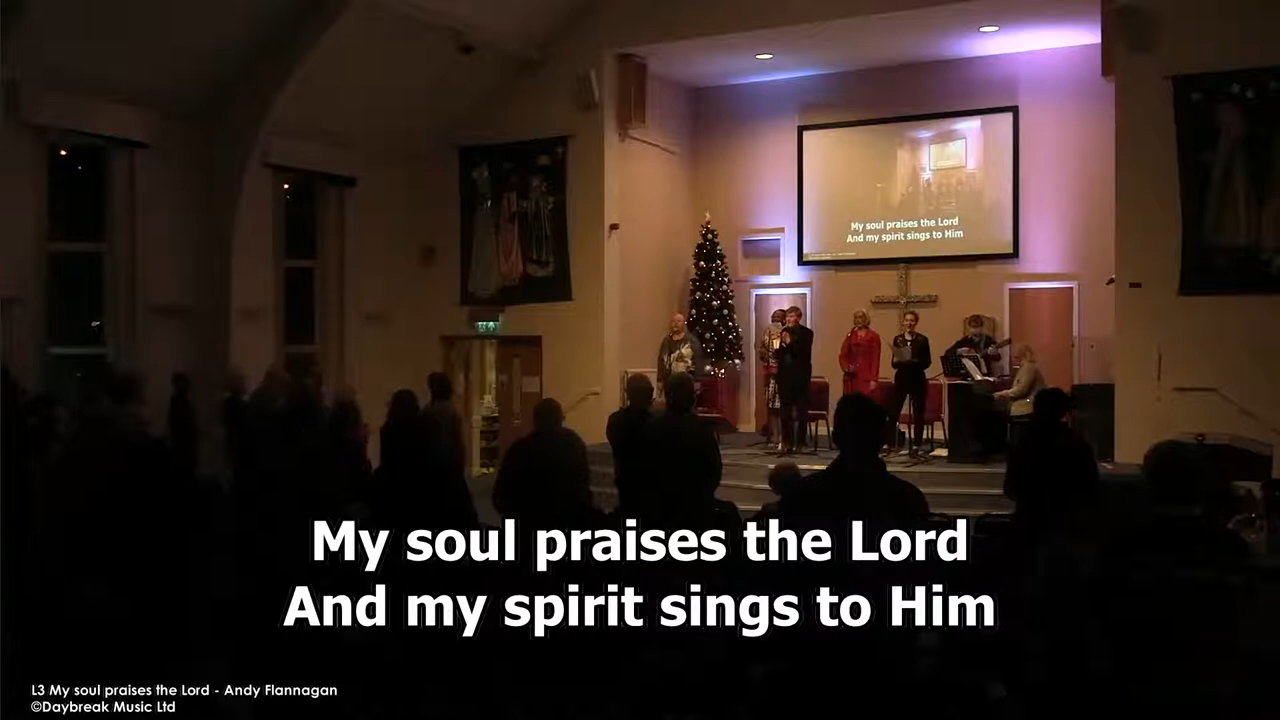 My soul praises the Lord
And my spirit sings to Him
My soul praises the Lord
And my spirit sings to Him
L3 My soul praises the Lord - Andy Flannagan
©Daybreak Music Ltd